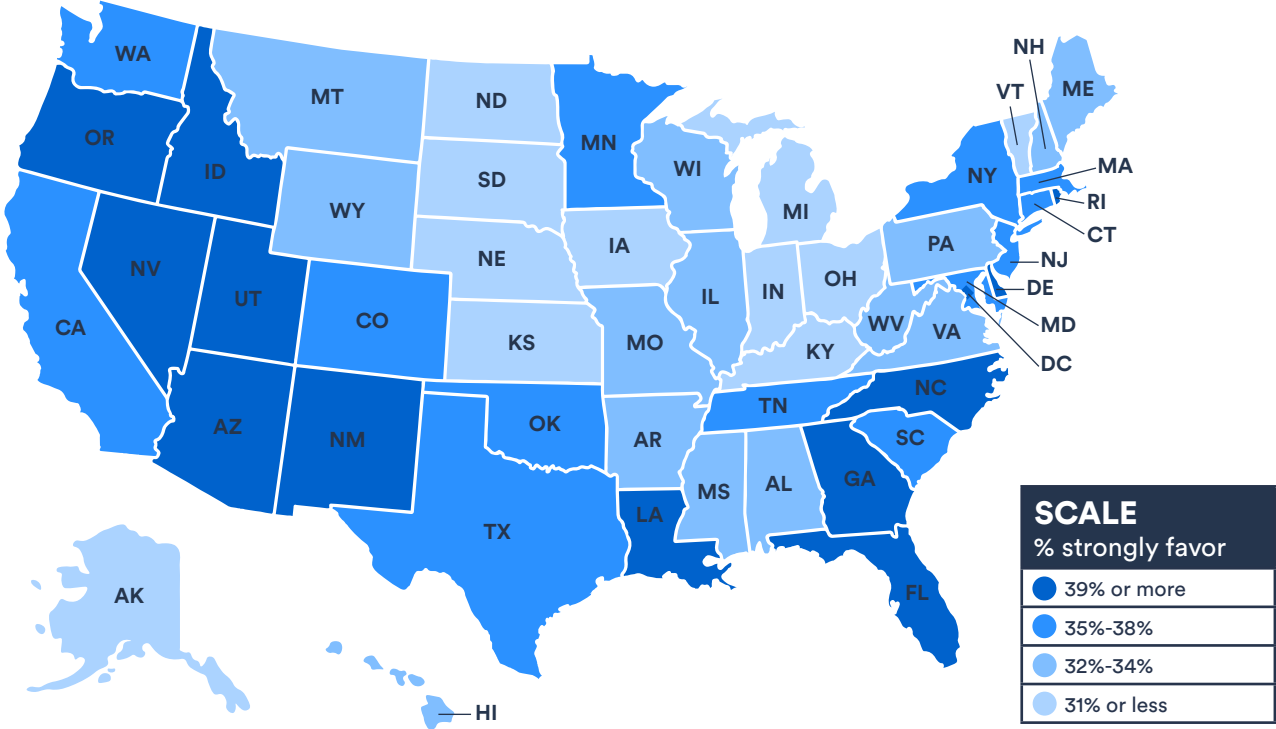 NH
WA
ME
VT
MT
ND
OR
MN
MA
WI
ID
NY
SD
RI
WY
MI
CT
PA
IA
NE
NJ
NV
OH
DE
IN
UT
IL
CO
MD
WV
CA
VA
MO
KS
KY
DC
NC
TN
OK
AZ
NM
AR
SC
GA
AL
MS
LA
TX
FL
AK
HI
SCALE
% strongly favor
39% or more
35%-38%
32%-34%
31% or less